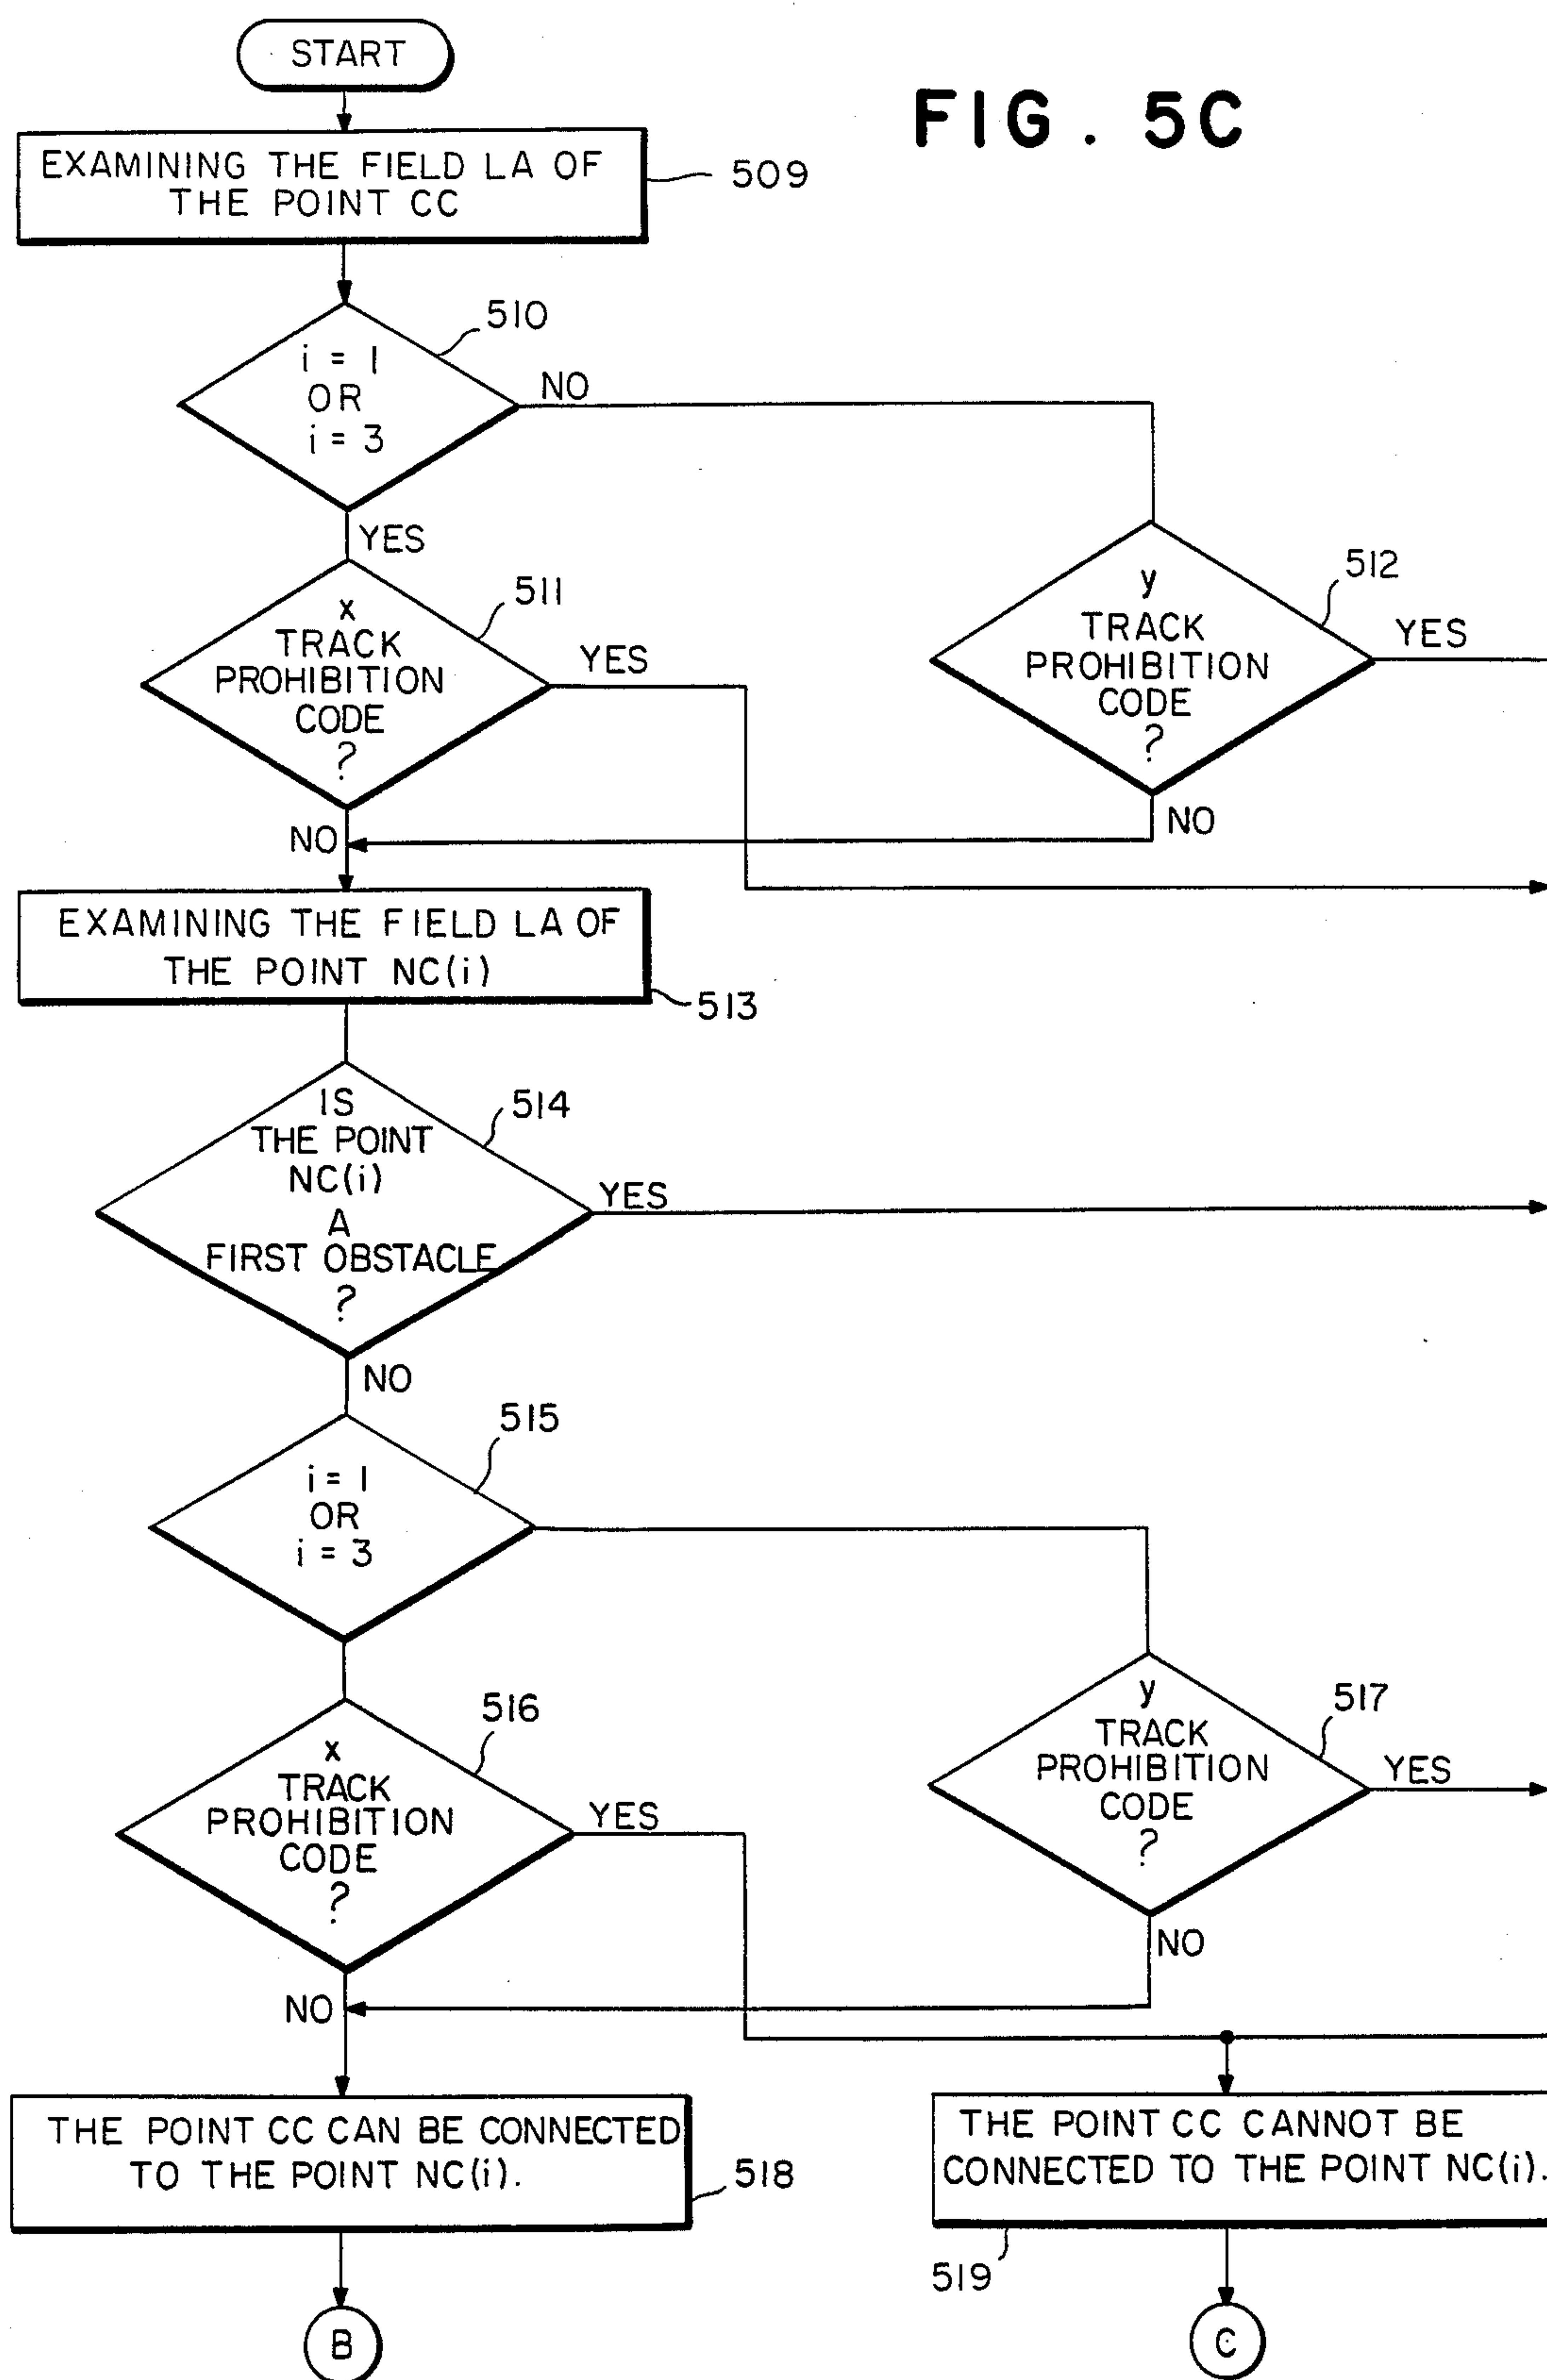 START
FIG. 5C
EXAMINING THE FIELD LA OF
THE POINT CC
509
510
i = 1
OR
i = 3
NO
YES
511
x
TRACK
PROHIBITION
CODE
?
YES
512
y
TRACK
PROHIBITION
CODE
?
YES
NO
NO
EXAMINING THE FIELD LA OF
THE POINT NC(i)
513
IS
THE POINT
NC(i)
A
FIRST OBSTACLE
?
514
YES
NO
515
i = 1
OR
i = 3
516
x
TRACK
PROHIBITION
CODE
?
YES
517
y
TRACK
PROHIBITION
CODE
?
YES
NO
NO
THE POINT CC CAN BE CONNECTED
TO THE POINT NC(i).
518
THE POINT CC CANNOT BE
CONNECTED TO THE POINT NC(i).
519
B
C